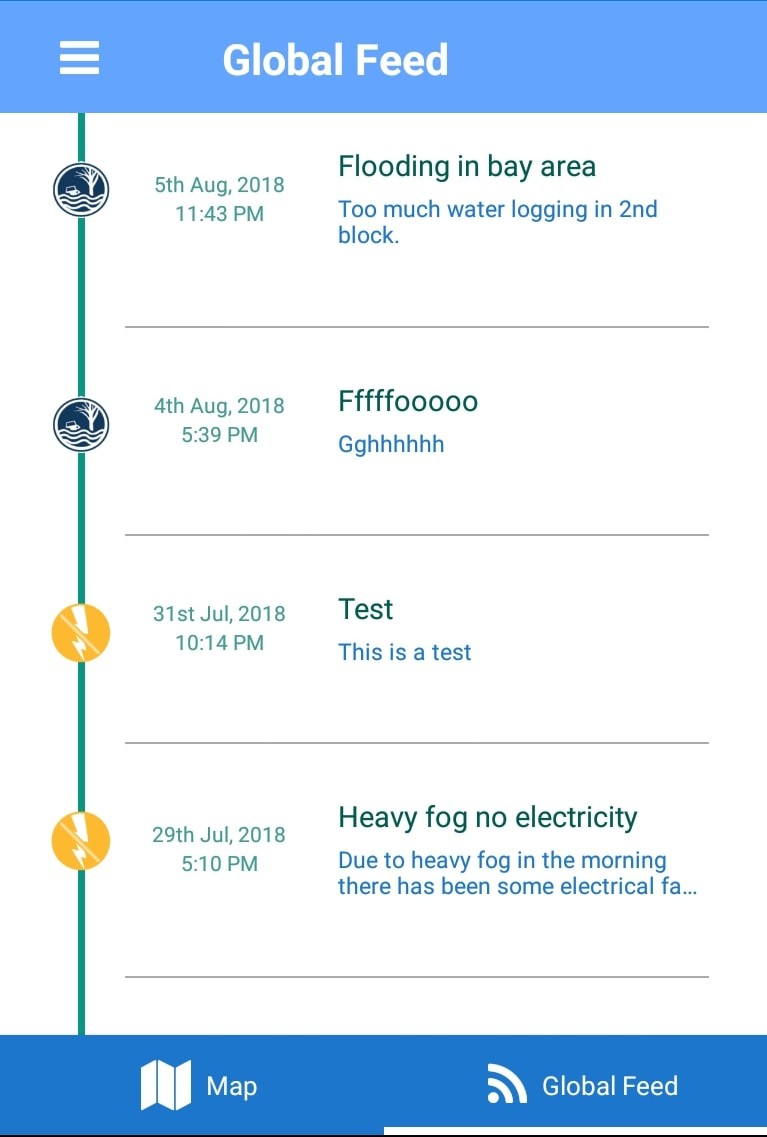 Global Feed
5th Aug, 2018
11:43 PM
Flooding in bay area
Too much water logging in 2nd
block.
4th Aug, 2018
5:39 PM
Fffffooooo
Gghhhhhh
31st Jul, 2018
10:14 PM
Test
This is a test
29th Jul, 2018
5:10 PM
Heavy fog no electricity
Due to heavy fog in the morning
there has been some electrical fa...
Map
Global Feed